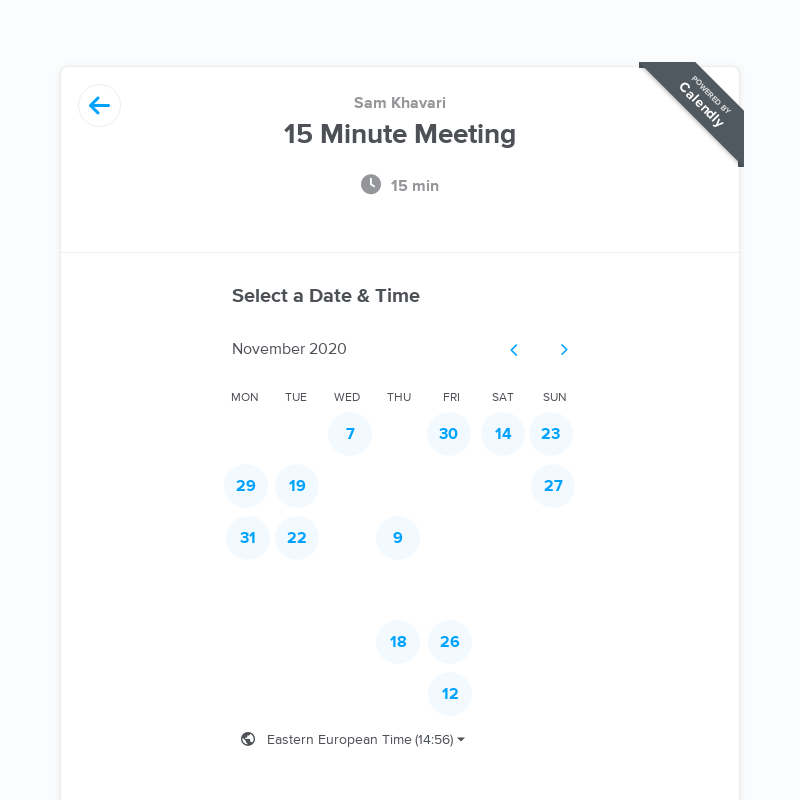 POWERED BY
Calendly
Sam Khavari
15 Minute Meeting
15 min
Select a Date & Time
November 2020
MON TUE WED THU FRI SAT SUN
7 30 14 23
29 19 27
31 22 9
18 26
12
Eastern European Time (14:56)